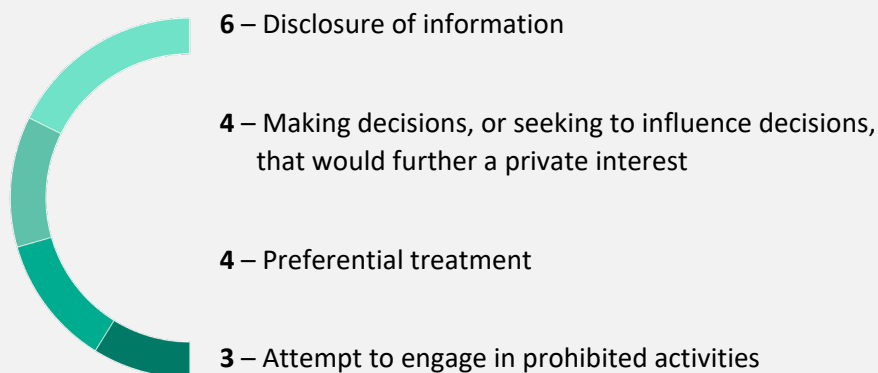 6 – Disclosure of information
4 – Making decisions, or seeking to influence decisions,
that would further a private interest
4 – Preferential treatment
3 – Attempt to engage in prohibited activities